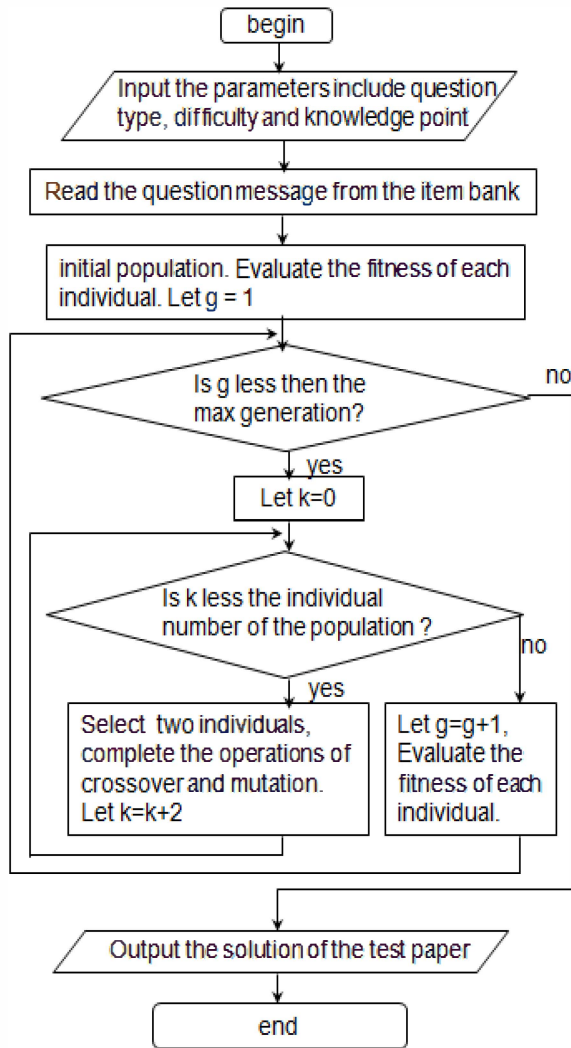 begin
Input the parameters include question
type, difficulty and knowledge point
Read the question message from the item bank
initial population. Evaluate the fitness of each
individual. Let g = 1
Is g less then the
max generation?
no
yes
Let k=0
Is k less the individual
number of the population ?
no
yes
Select two individuals,
complete the operations of
crossover and mutation.
Let k=k+2
Let g=g+1,
Evaluate the
fitness of each
individual.
Output the solution of the test paper
end